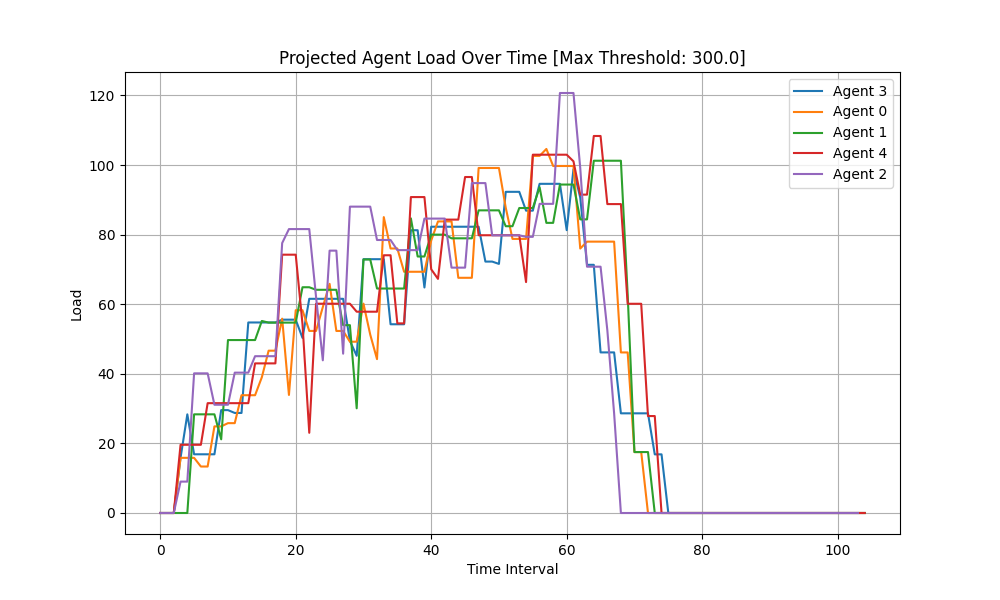 Projected Agent Load Over Time [Max Threshold: 300.0]
Agent 3
Agent 0
Agent 1
Agent 4
Agent 2
120
100
80
60
40
20
0
Load
0 20 40 60 80 100
Time Interval